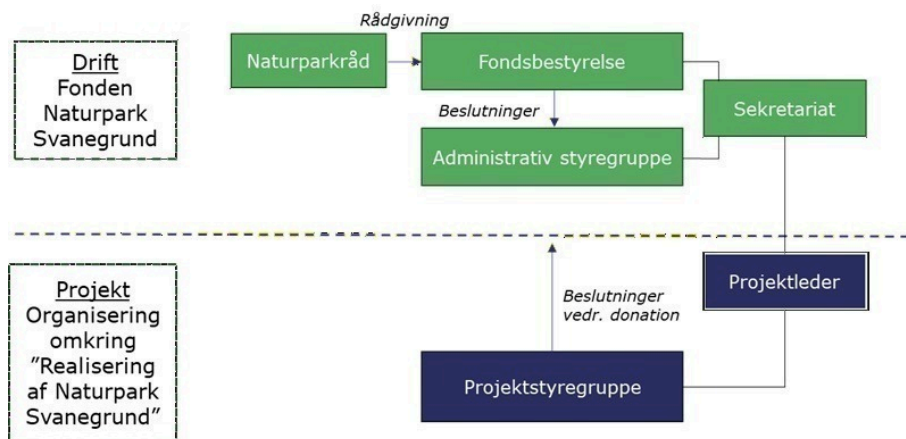 Rådgivning
Drift
Fonden
Naturpark
Svanegrund
Naturparkråd
Fondsbestyrelse
Sekretariat
Beslutninger
Administrativ styregruppe
Projekt
Organisering
omkring
”Realisering
af Naturpark
Svanegrund”
Projektleder
Beslutninger
vedr. donation
Projektstyregruppe